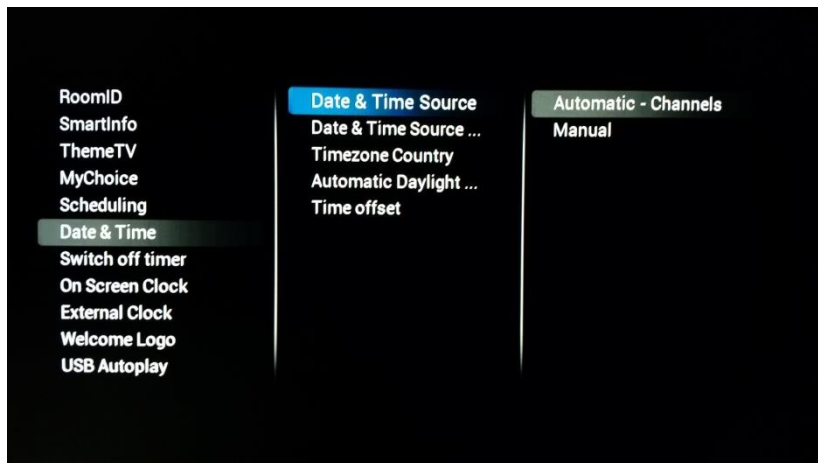 RoomID
SmartInfo
ThemeTV
MyChoice
Scheduling
Date & Time
Switch off timer
On Screen Clock
External Clock
Welcome Logo
USB Autoplay
Date & Time Source
Date & Time Source ...
Timezone Country
Automatic Daylight ...
Time offset
Automatic - Channels
Manual